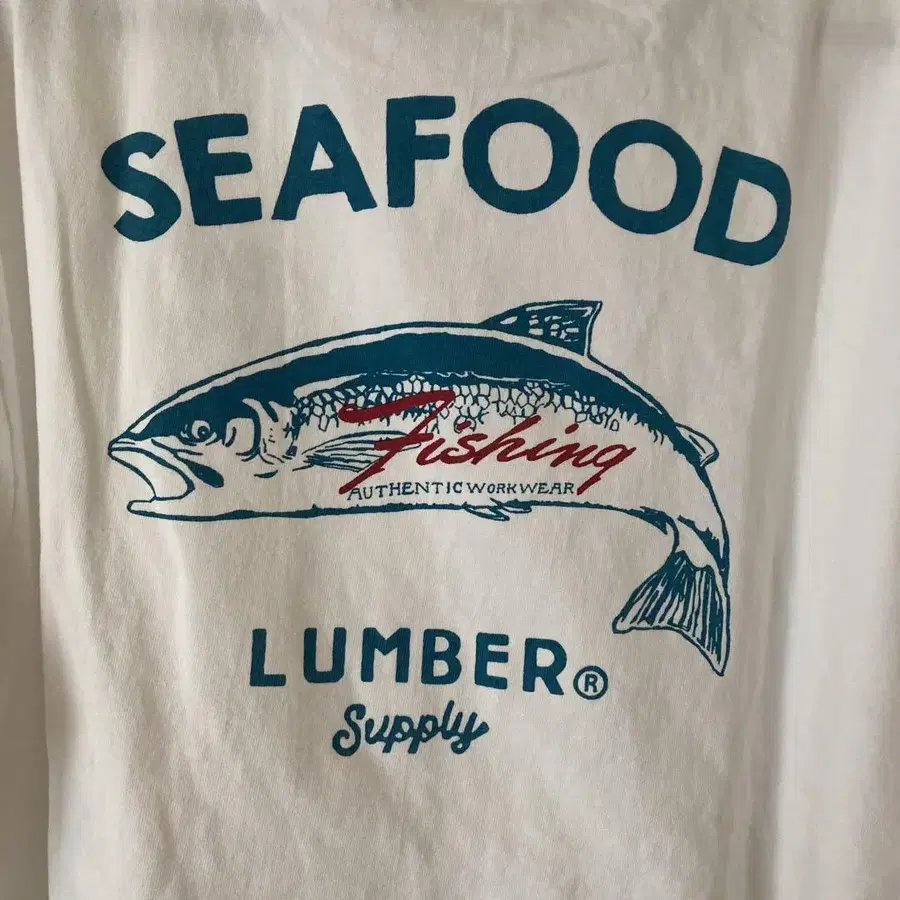 SEAFOOD
Fishing
AUTHENTIC WORKWEAR
LUMBER®
Supply